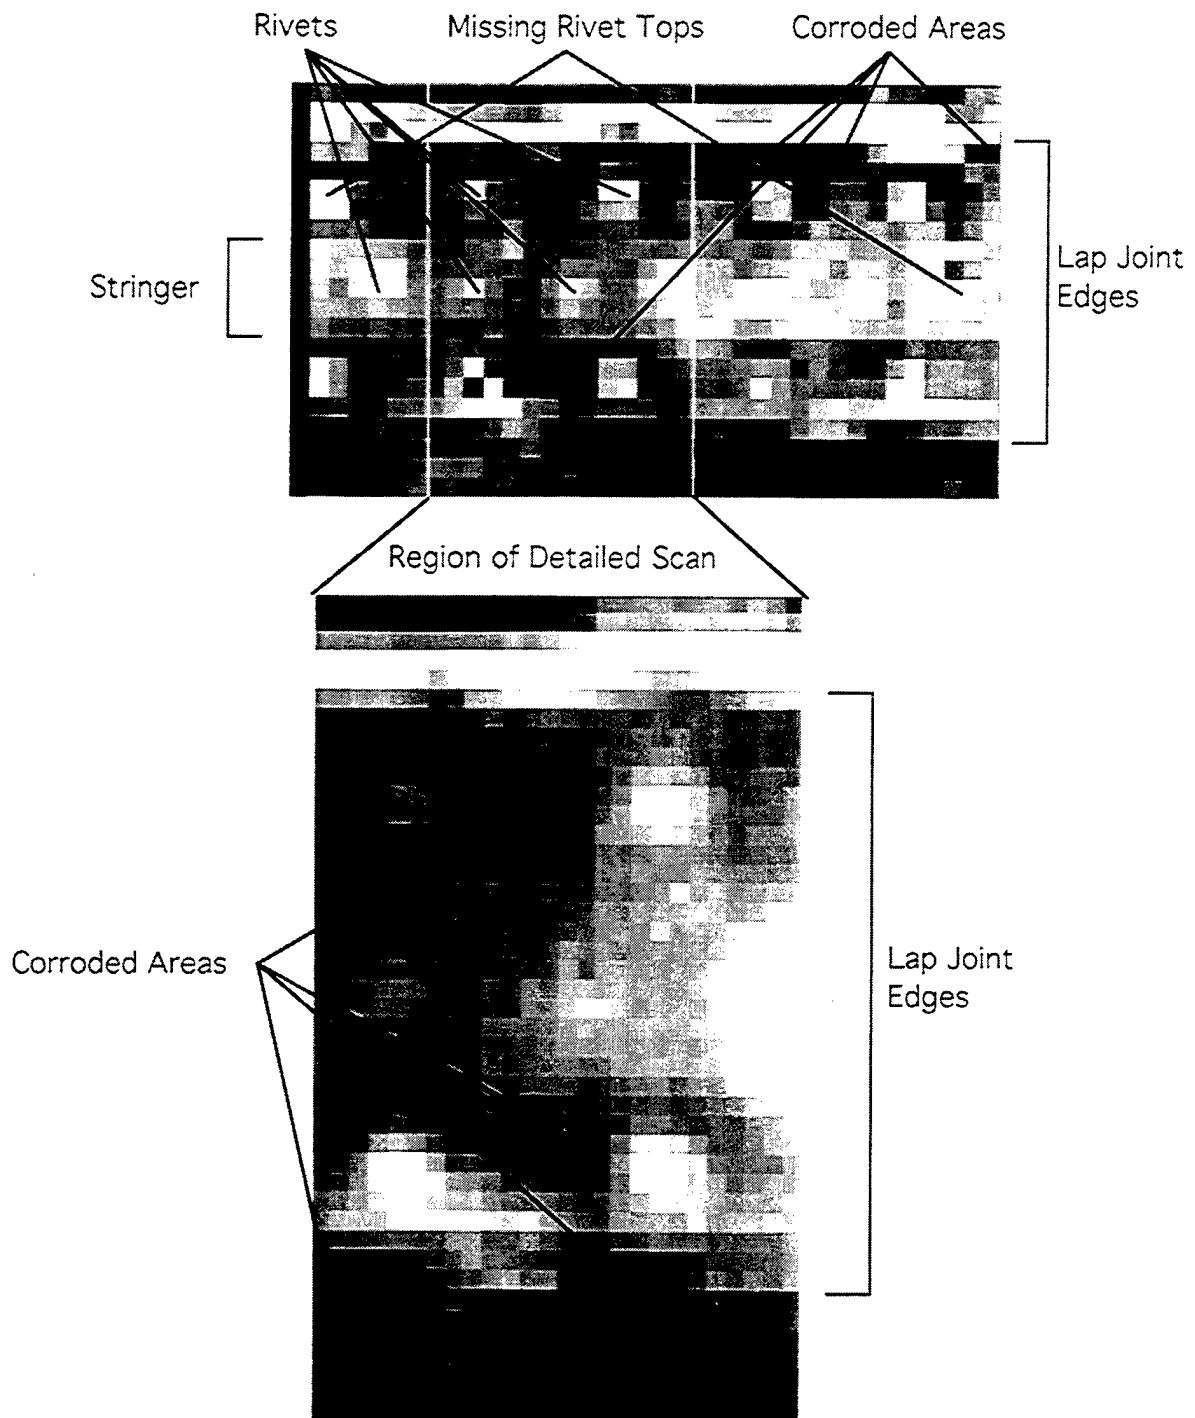 Rivets
Missing Rivet Tops
Corroded Areas
Stringer
Lap Joint
Edges
Region of Detailed Scan
Corroded Areas
Lap Joint
Edges